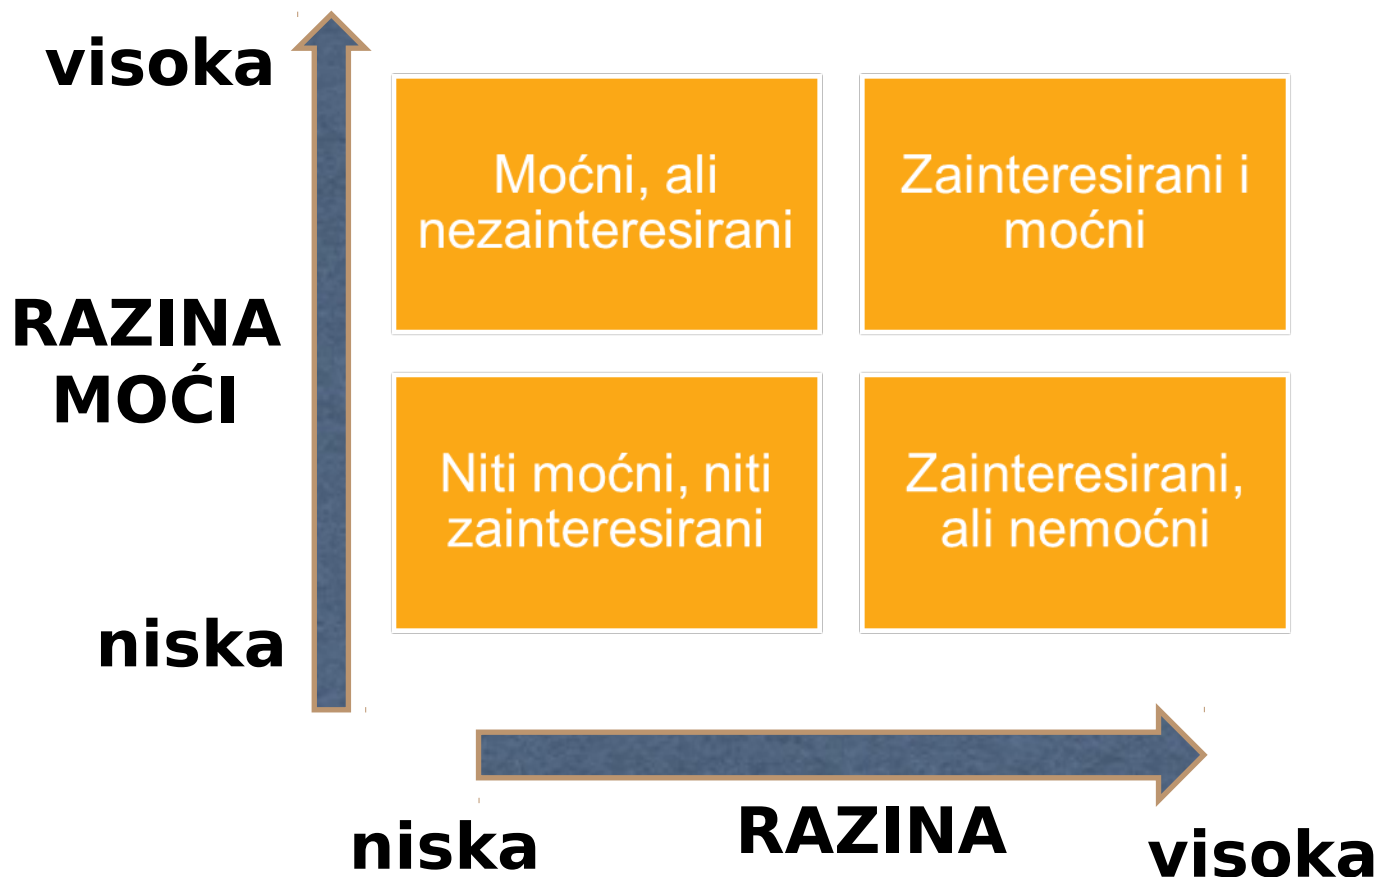 visoka
Moćni, ali
nezainteresirani
Zainteresirani i
moćni
RAZINA
MOĆI
Niti moćni, niti
zainteresirani
Zainteresirani,
ali nemoćni
niska
niska
RAZINA
visoka